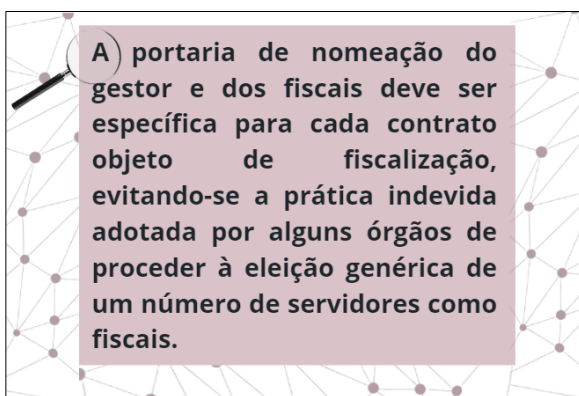 A portaria de nomeação do
gestor e dos fiscais deve ser
específica para cada contrato
objeto de fiscalização,
evitando-se a prática indevida
adotada por alguns órgãos de
proceder à eleição genérica de
um número de servidores como
fiscais.